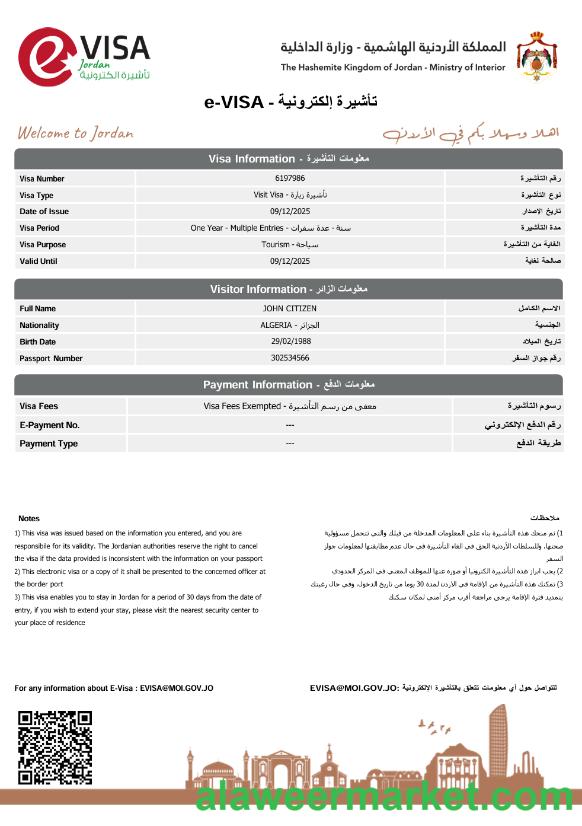 e VISA
Jordan
تأشيرة إلكترونية
المملكة الأردنية الهاشمية - وزارة الداخلية
The Hashemite Kingdom of Jordan - Ministry of Interior
e-VISA - تأشيرة إلكترونية
Welcome to Jordan
اهلا وسهلا بكم في الأردن
Visa Information - معلومات التأشيرة
Visa Number 6197986 رقم التأشيرة
Visa Type Visit Visa - تأشيرة زيارة نوع التأشيرة
Date of Issue 09/12/2025 تاريخ الاصدار
Visa Period One Year - Multiple Entries - سنة - عدة سفرات مدة التأشيرة
Visa Purpose Tourism - سياحة الغاية من التأشيرة
Valid Until 09/12/2025 صالحة لغاية
Visitor Information - معلومات الزائر
Full Name JOHN CITIZEN الاسم الكامل
Nationality ALGERIA - الجزائر الجنسية
Birth Date 29/02/1988 تاريخ الميلاد
Passport Number 302534566 رقم جواز السفر
Payment Information - معلومات الدفع
Visa Fees Visa Fees Exempted - معفى من رسم التأشيرة رسوم التأشيرة
E-Payment No. --- رقم الدفع الإلكتروني
Payment Type --- طريقة الدفع
Notes
1) This visa was issued based on the information you entered, and you are
responsible for its validity. The Jordanian authorities reserve the right to cancel
the visa if the data provided is inconsistent with the information on your passport
2) This electronic visa or a copy of it shall be presented to the concerned officer at
the border port
3) This visa enables you to stay in Jordan for a period of 30 days from the date of
entry, if you wish to extend your stay, please visit the nearest security center to
your place of residence
ملاحظات
1) تم منحك هذه التأشيرة بناء على المعلومات المدخلة من قبلك والتي تتحمل مسؤولية
صحتها، وللسلطات الأردنية الحق في الغاء التأشيرة في حال عدم مطابقتها لمعلومات جواز
السفر
2) يجب ابراز هذه التأشيرة الكترونيا أو صورة عنها للموظف المعني في المركز الحدودي
3) تمكنك هذه التأشيرة من الإقامة في الأردن لمدة 30 يوما من تاريخ الدخول، وفي حال رغبتك
بتمديد فترة الإقامة يرجى مراجعة أقرب مركز أمني لمكان سكنك
For any information about E-Visa : EVISA@MOI.GOV.JO
للتواصل حول أي معلومات تتعلق بالتأشيرة الإلكترونية :EVISA@MOI.GOV.JO
alaweermarket.com